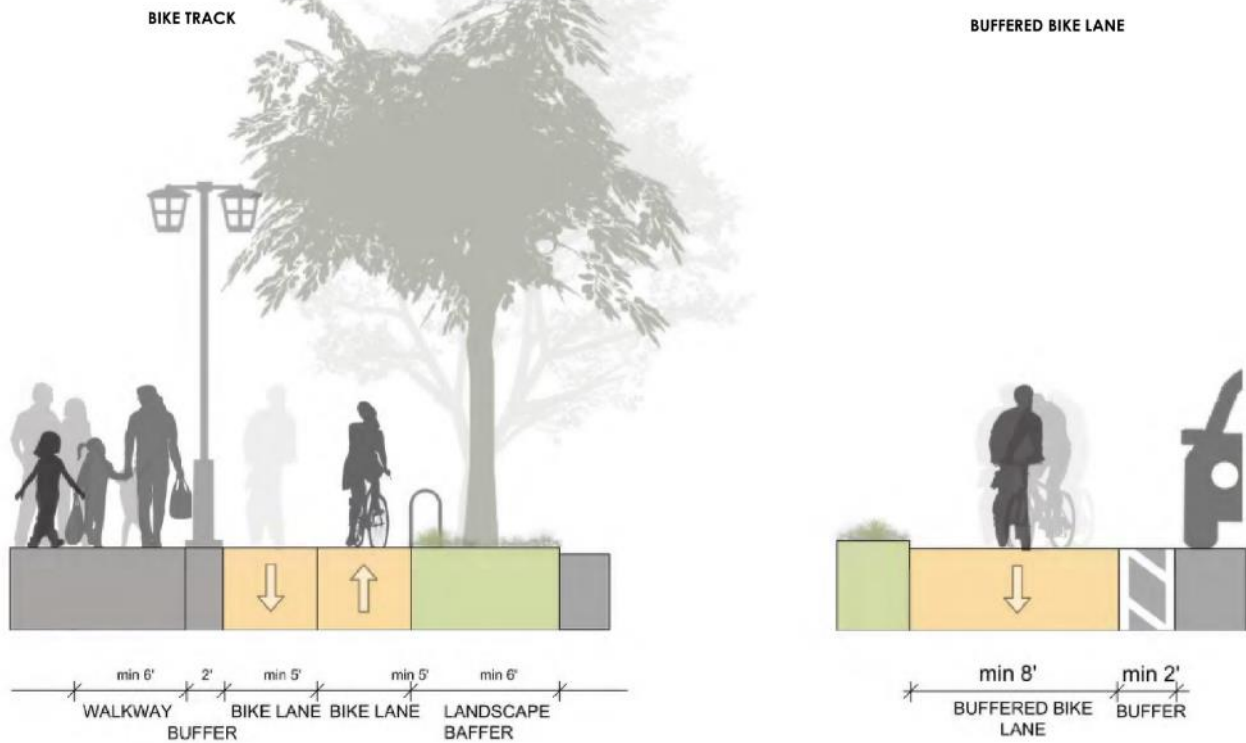 BIKE TRACK
BUFFERED BIKE LANE
min 6' 2' min 5' min 5' min 6'
WALKWAY BIKE LANE BIKE LANE LANDSCAPE
BUFFER BAFFER
min 8' min 2'
BUFFERED BIKE BUFFER
LANE